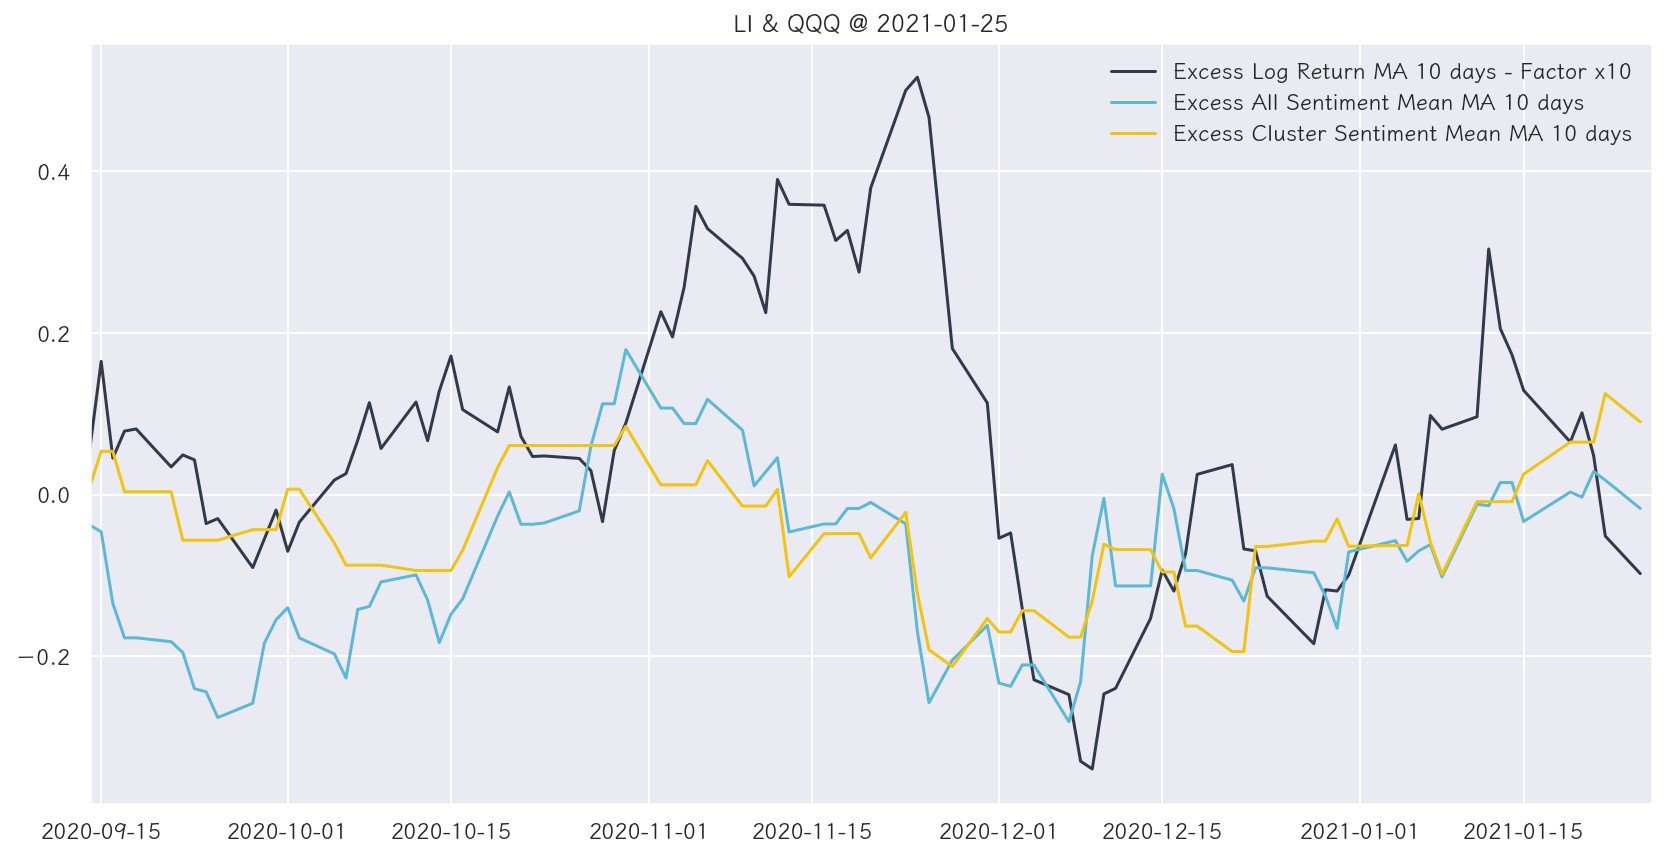 LI & QQQ @ 2021-01-25
Excess Log Return MA 10 days - Factor x10
Excess All Sentiment Mean MA 10 days
Excess Cluster Sentiment Mean MA 10 days
0.4
0.2
0.0
−0.2
2020-09-15 2020-10-01 2020-10-15 2020-11-01 2020-11-15 2020-12-01 2020-12-15 2021-01-01 2021-01-15